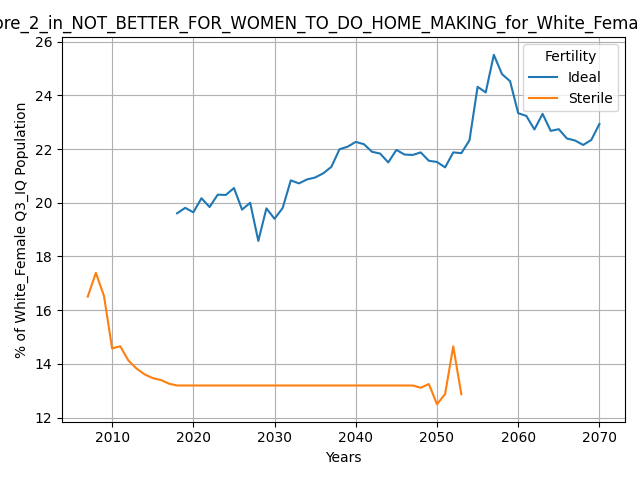 ore_2_in_NOT_BETTER_FOR_WOMEN_TO_DO_HOME_MAKING_for_White_Fema
Fertility
Ideal
Sterile
% of White_Female Q3_IQ Population
26
24
22
20
18
16
14
12
2010 2020 2030 2040 2050 2060 2070
Years